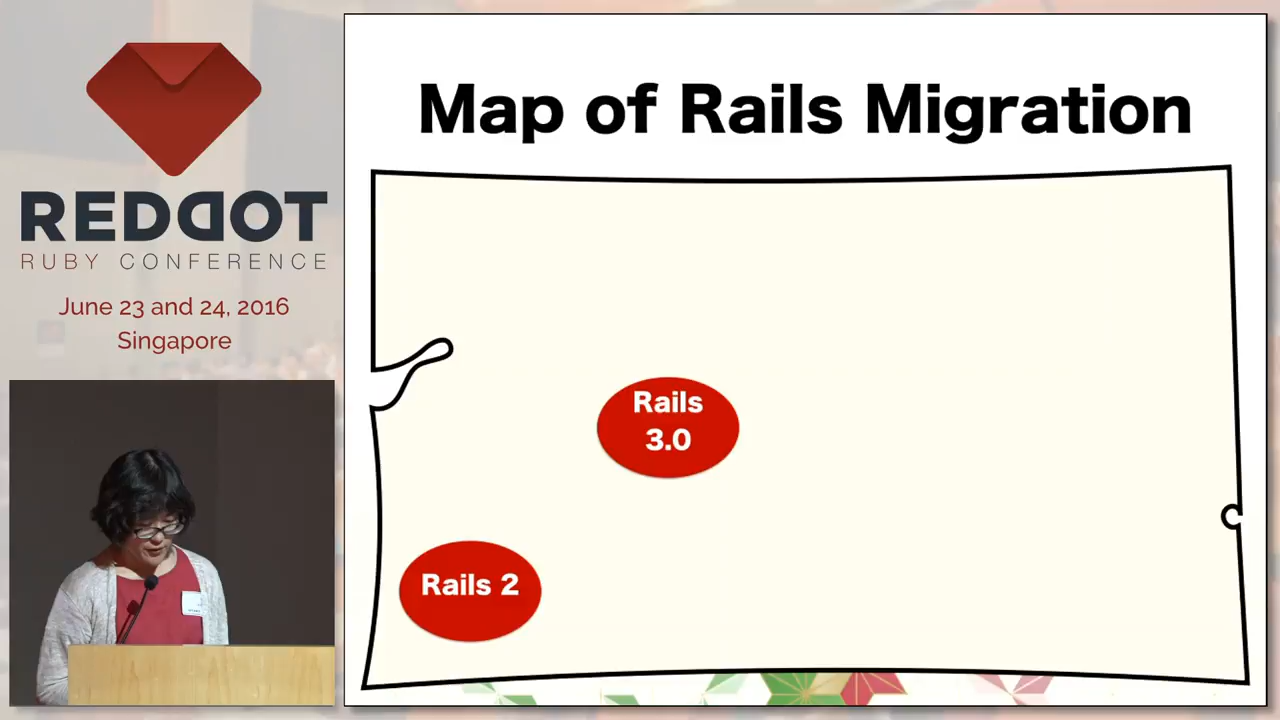 REDDOT
RUBY CONFERENCE
June 23 and 24, 2016
Singapore
Map of Rails Migration
Rails
3.0
Rails 2